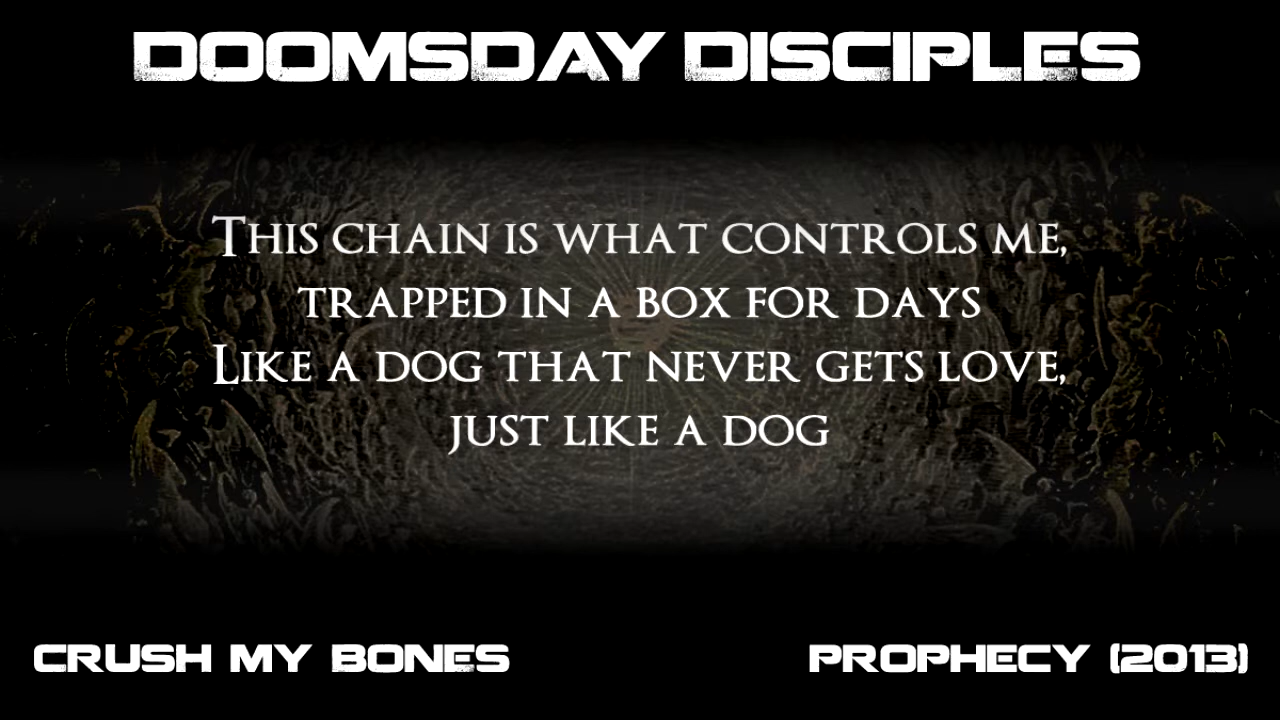 DOOMSDAY DISCIPLES
This chain is what controls me,
trapped in a box for days
Like a dog that never gets love,
just like a dog
CRUSH MY BONES
PROPHECY (2013)